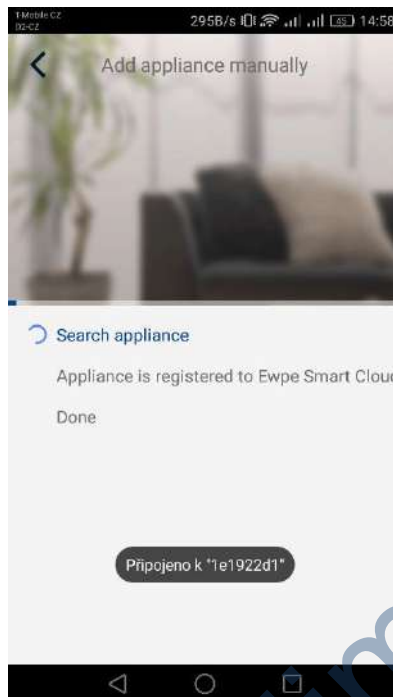 T-Mobile CZ
O2-CZ
295B/s 45 14:58
Add appliance manually
Search appliance
Appliance is registered to Ewpe Smart Cloud
Done
Připojeno k "1e1922d1"